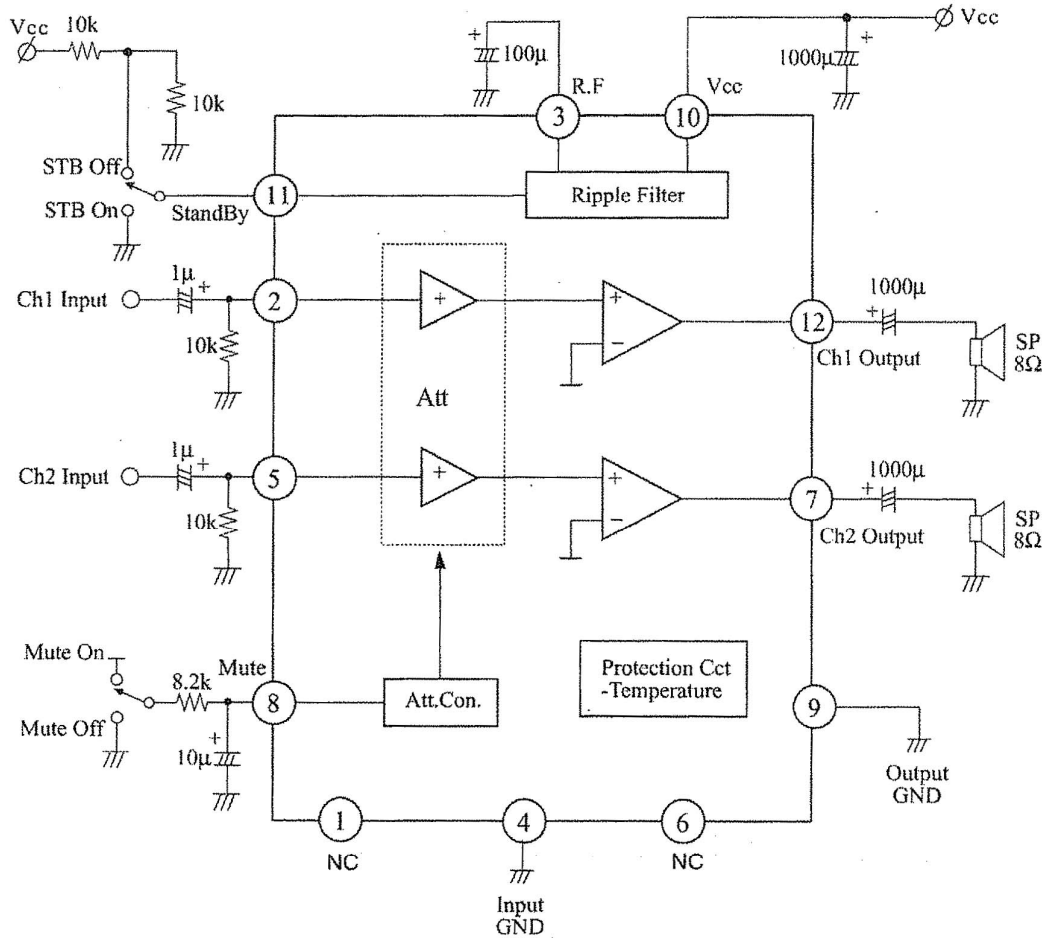 Vcc
10k
10k
STB Off
STB On
StandBy
11
100µ
R.F
3
Vcc
10
1000µ
Vcc
Ripple Filter
Ch1 Input
1µ
10k
2
Att
1000µ
12
Ch1 Output
SP
8Ω
Ch2 Input
1µ
10k
5
1000µ
7
Ch2 Output
SP
8Ω
Mute On
Mute Off
8.2k
Mute
8
10µ
Att.Con.
Protection Cct
-Temperature
9
Output
GND
1
NC
4
Input
GND
6
NC